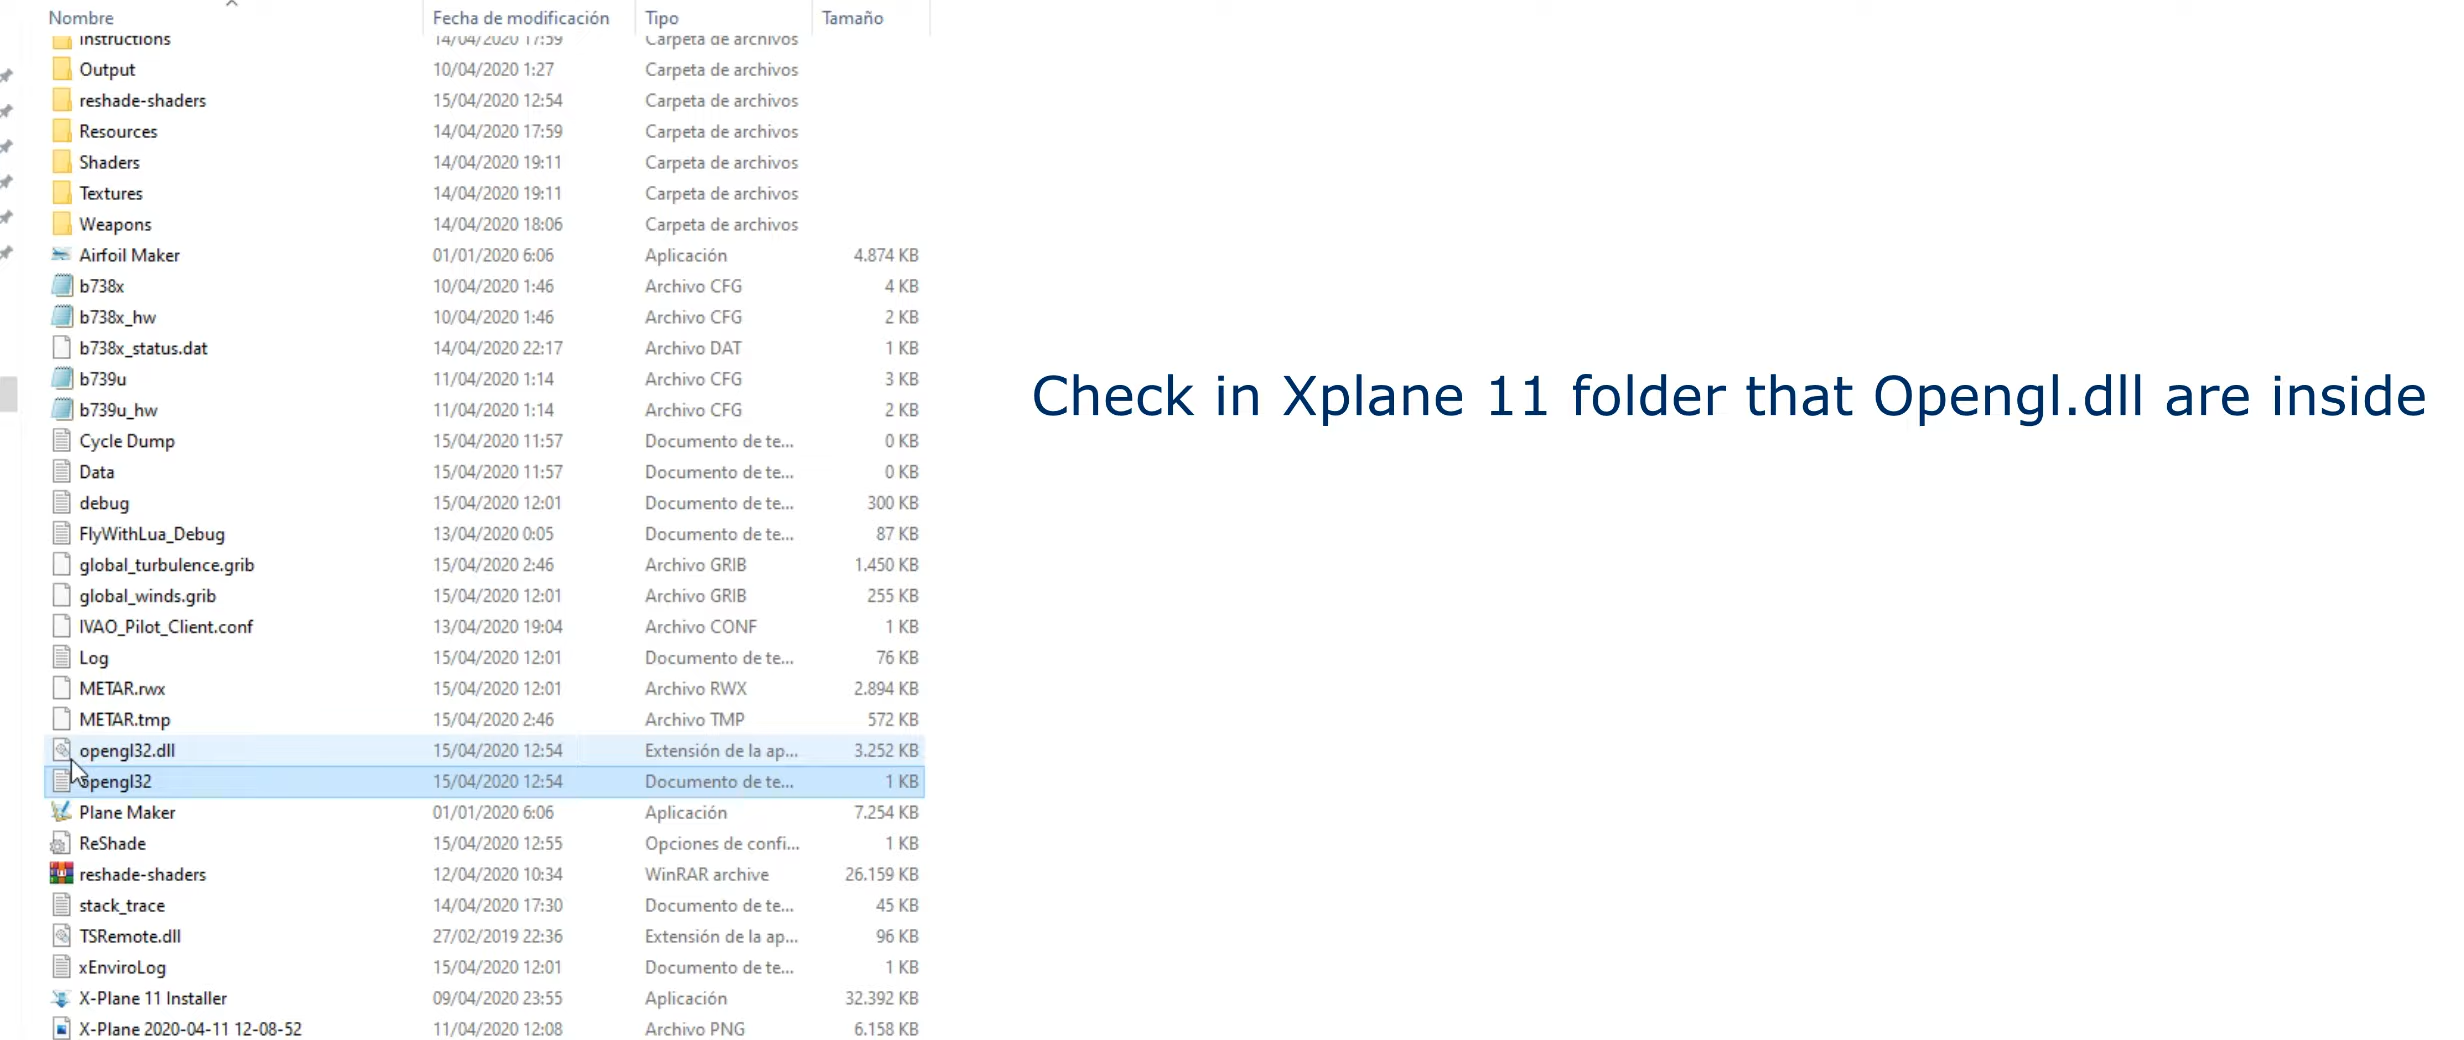 Nombre Fecha de modificación Tipo Tamaño
Instructions 14/04/2020 17:59 Carpeta de archivos
Output 10/04/2020 1:27 Carpeta de archivos
reshade-shaders 15/04/2020 12:54 Carpeta de archivos
Resources 14/04/2020 17:59 Carpeta de archivos
Shaders 14/04/2020 19:11 Carpeta de archivos
Textures 14/04/2020 19:11 Carpeta de archivos
Weapons 14/04/2020 18:06 Carpeta de archivos
Airfoil Maker 01/01/2020 6:06 Aplicación 4.874 KB
b738x 10/04/2020 1:46 Archivo CFG 4 KB
b738x_hw 10/04/2020 1:46 Archivo CFG 2 KB
b738x_status.dat 14/04/2020 22:17 Archivo DAT 1 KB
b739u 11/04/2020 1:14 Archivo CFG 3 KB
b739u_hw 11/04/2020 1:14 Archivo CFG 2 KB
Cycle Dump 15/04/2020 11:57 Documento de te... 0 KB
Data 15/04/2020 11:57 Documento de te... 0 KB
debug 15/04/2020 12:01 Documento de te... 300 KB
FlyWithLua_Debug 13/04/2020 0:05 Documento de te... 87 KB
global_turbulence.grib 15/04/2020 2:46 Archivo GRIB 1.450 KB
global_winds.grib 15/04/2020 12:01 Archivo GRIB 255 KB
IVAO_Pilot_Client.conf 13/04/2020 19:04 Archivo CONF 1 KB
Log 15/04/2020 12:01 Documento de te... 76 KB
METAR.rwx 15/04/2020 12:01 Archivo RWX 2.894 KB
METAR.tmp 15/04/2020 2:46 Archivo TMP 572 KB
opengl32.dll 15/04/2020 12:54 Extensión de la ap... 3.252 KB
opengl32 15/04/2020 12:54 Documento de te... 1 KB
Plane Maker 01/01/2020 6:06 Aplicación 7.254 KB
ReShade 15/04/2020 12:55 Opciones de confi... 1 KB
reshade-shaders 12/04/2020 10:34 WinRAR archive 26.159 KB
stack_trace 14/04/2020 17:30 Documento de te... 45 KB
TSRemote.dll 27/02/2019 22:36 Extensión de la ap... 96 KB
xEnviroLog 15/04/2020 12:01 Documento de te... 1 KB
X-Plane 11 Installer 09/04/2020 23:55 Aplicación 32.392 KB
X-Plane 2020-04-11 12-08-52 11/04/2020 12:08 Archivo PNG 6.158 KB
Check in Xplane 11 folder that Opengl.dll are inside